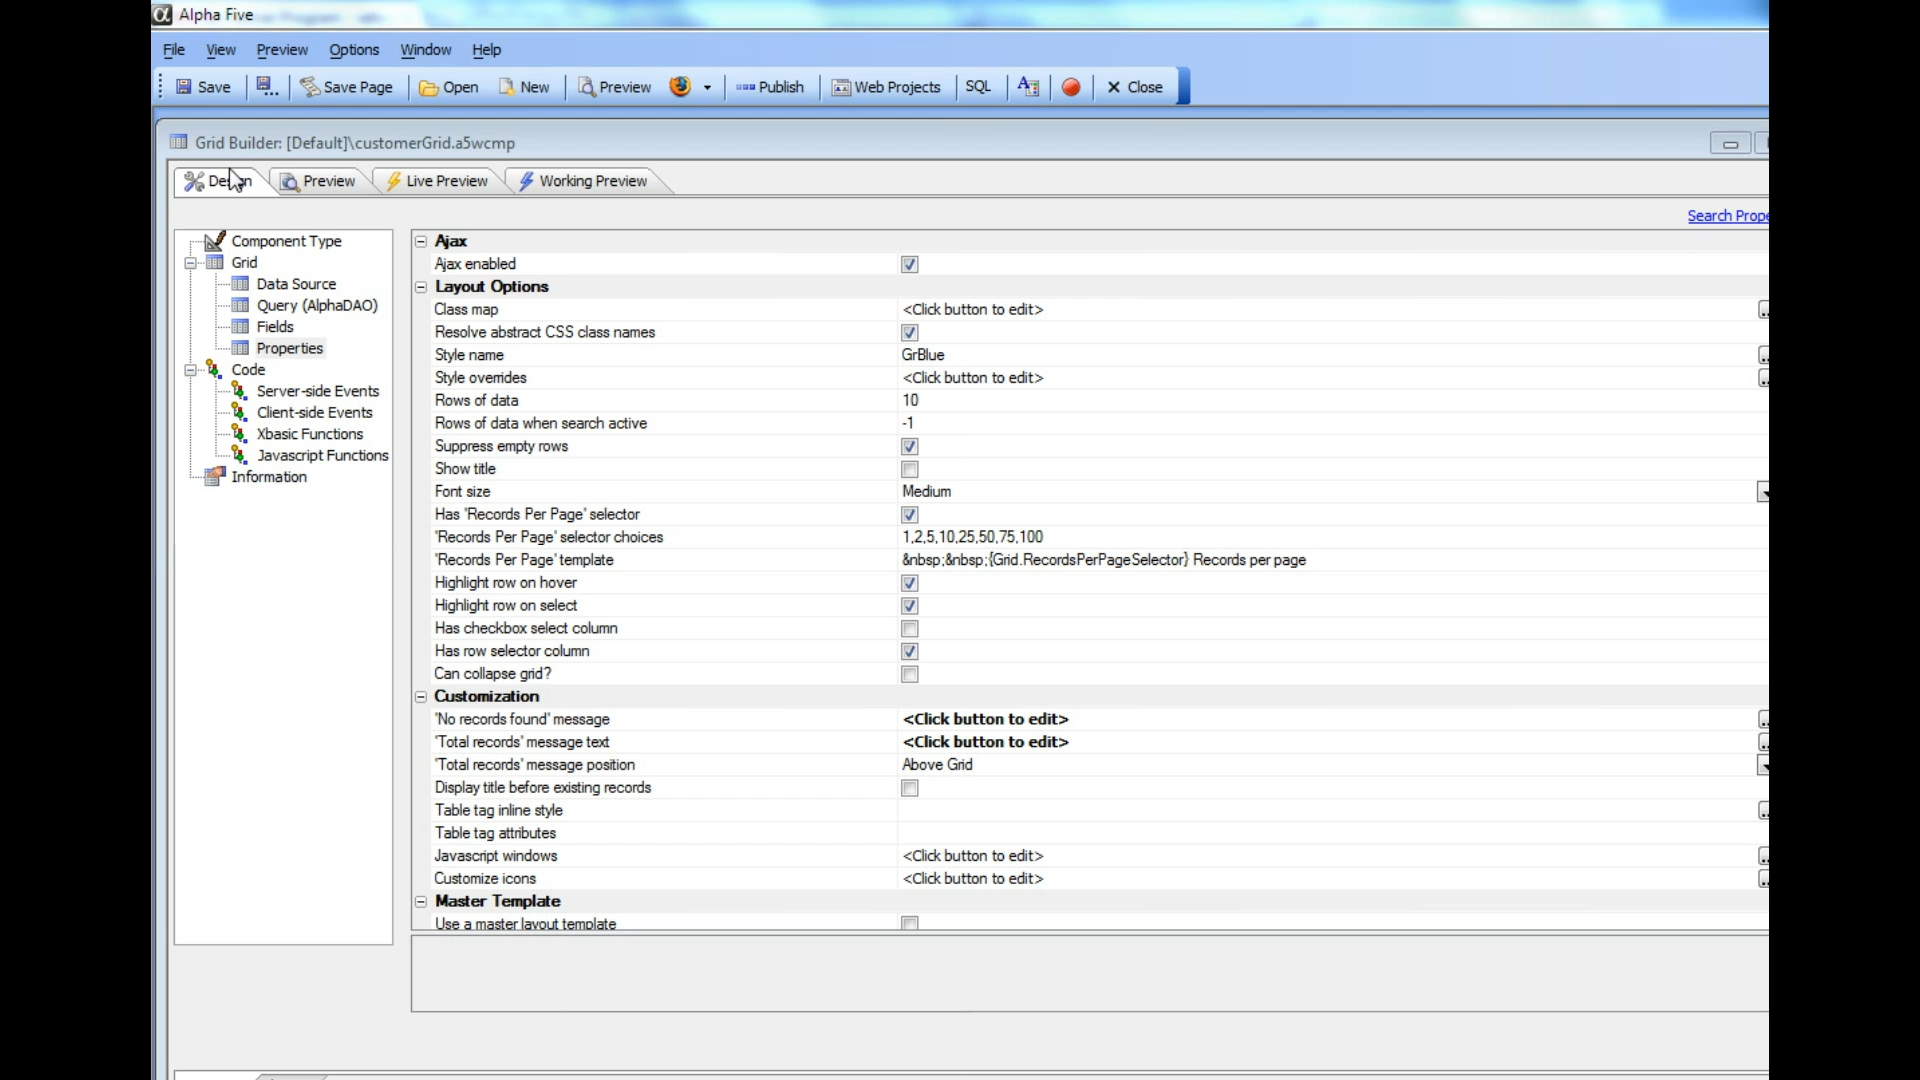 Alpha Five
File View Preview Options Window Help
Save Save Page Open New Preview Publish Web Projects SQL Close
Grid Builder: [Default]\customerGrid.a5wcmp
Design Preview Live Preview Working Preview
Search Prope
Component Type
Grid
Data Source
Query (AlphaDAO)
Fields
Properties
Code
Server-side Events
Client-side Events
Xbasic Functions
Javascript Functions
Information
Ajax
Ajax enabled
Layout Options
Class map <Click button to edit>
Resolve abstract CSS class names
Style name GrBlue
Style overrides <Click button to edit>
Rows of data 10
Rows of data when search active -1
Suppress empty rows
Show title
Font size Medium
Has 'Records Per Page' selector
'Records Per Page' selector choices 1,2,5,10,25,50,75,100
'Records Per Page' template &nbsp;&nbsp;{Grid.RecordsPerPageSelector} Records per page
Highlight row on hover
Highlight row on select
Has checkbox select column
Has row selector column
Can collapse grid?
Customization
'No records found' message <Click button to edit>
'Total records' message text <Click button to edit>
'Total records' message position Above Grid
Display title before existing records
Table tag inline style
Table tag attributes
Javascript windows <Click button to edit>
Customize icons <Click button to edit>
Master Template
Use a master layout template